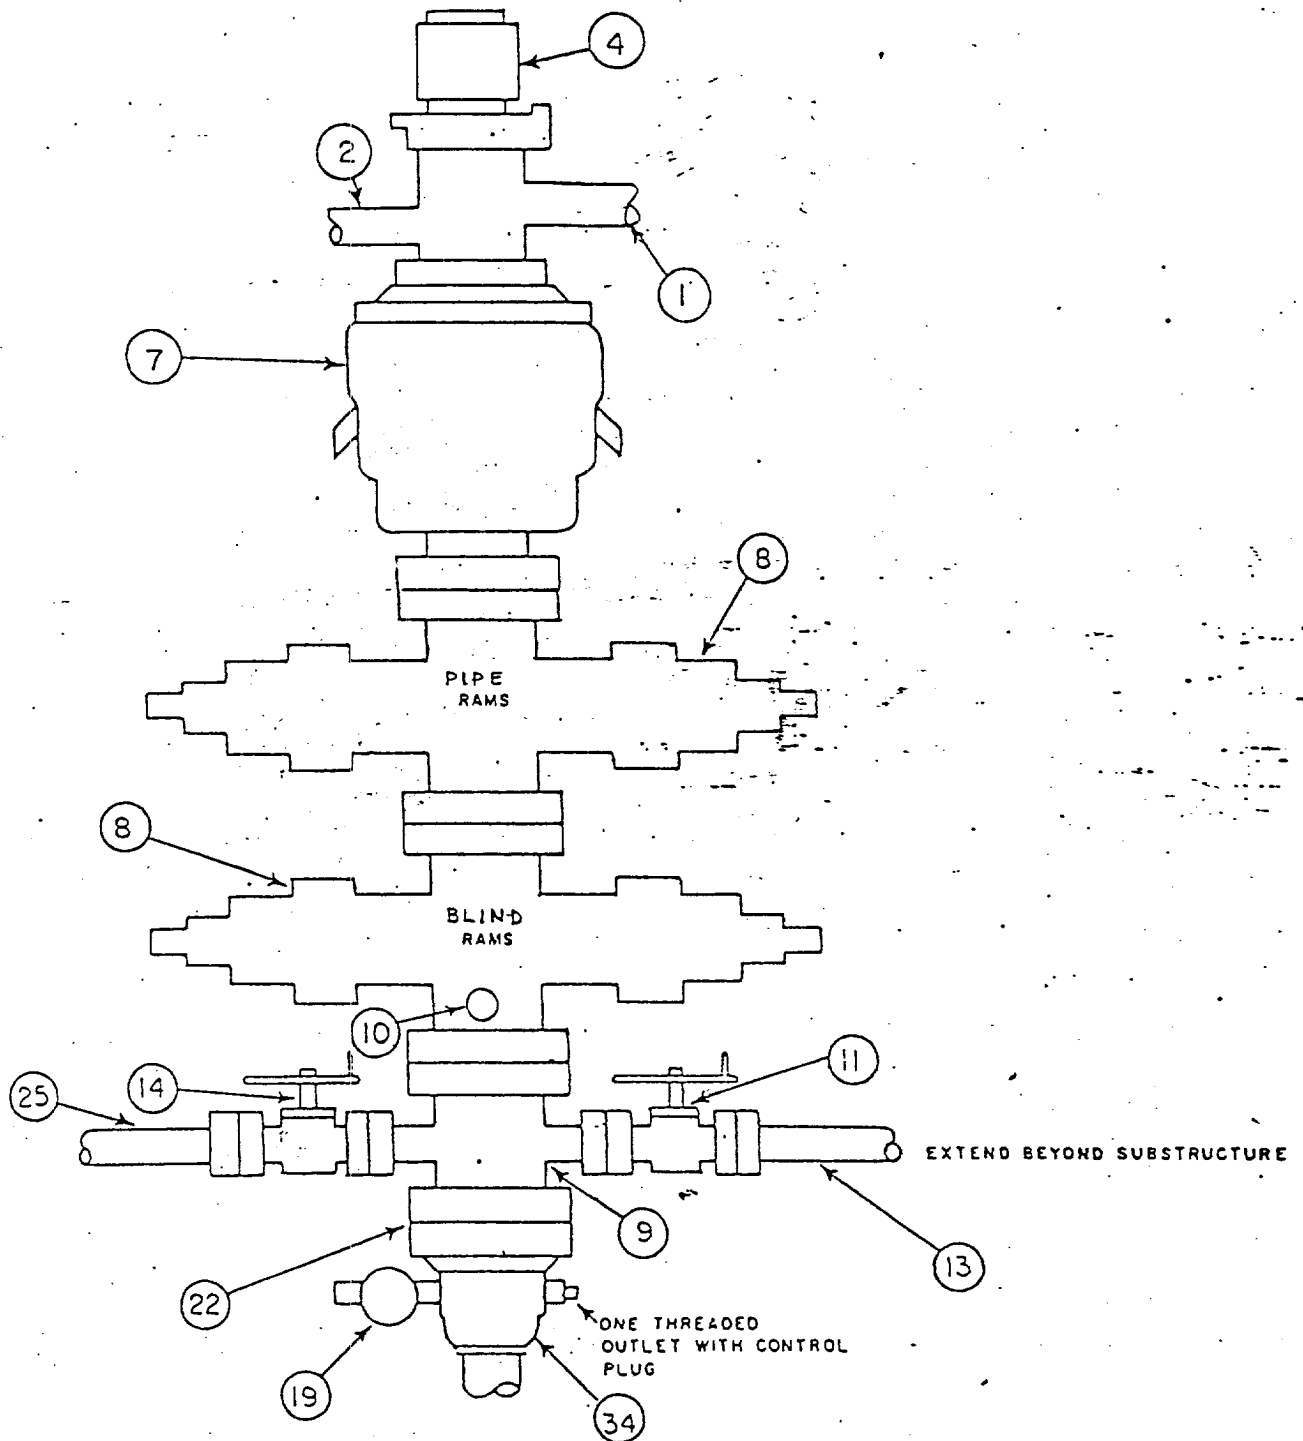 4
2
1
7
8
PIPE
RAMS
8
BLIND
RAMS
10
11
14
25
EXTEND BEYOND SUBSTRUCTURE
9
13
22
ONE THREADED
OUTLET WITH CONTROL
PLUG
19
34